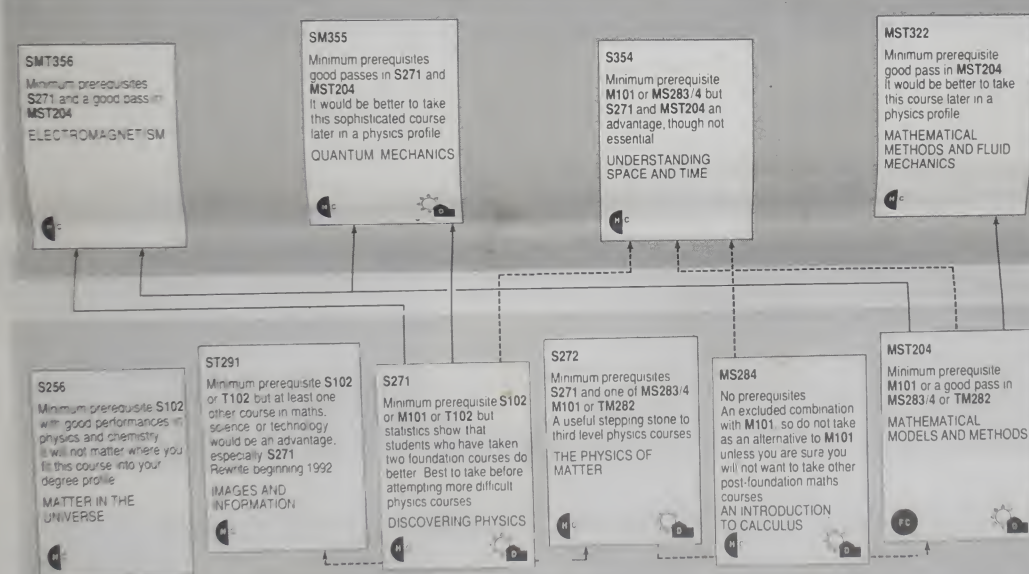 SMT356
Minimum prerequisites
S271 and a good pass in
MST204
ELECTROMAGNETISM
H C
SM355
Minimum prerequisites
good passes in S271 and
MST204
It would be better to take
this sophisticated course
later in a physics profile
QUANTUM MECHANICS
H C
D
S354
Minimum prerequisite
M101 or MS283/4 but
S271 and MST204 an
advantage, though not
essential
UNDERSTANDING
SPACE AND TIME
H C
MST322
Minimum prerequisite
good pass in MST204
It would be better to take
this course later in a
physics profile
MATHEMATICAL
METHODS AND FLUID
MECHANICS
H C
S256
Minimum prerequisite S102
with good performances in
physics and chemistry
It will not matter where you
fit this course into your
degree profile
MATTER IN THE
UNIVERSE
H C
ST291
Minimum prerequisite S102
or T102 but at least one
other course in maths.
science or technology
would be an advantage.
especially S271
Rewrite beginning 1992
IMAGES AND
INFORMATION
H C
S271
Minimum prerequisite S102
or M101 or T102 but
statistics show that
students who have taken
two foundation courses do
better Best to take before
attempting more difficult
physics courses
DISCOVERING PHYSICS
H C
D
S272
Minimum prerequisites
S271 and one of MS283/4
M101 or TM282
A useful stepping stone to
third level physics courses
THE PHYSICS OF
MATTER
H C
D
MS284
No prerequisites
An excluded combination
with M101, so do not take
as an alternative to M101
unless you are sure you
will not want to take other
post-foundation maths
courses
AN INTRODUCTION
TO CALCULUS
H
D
MST204
Minimum prerequisite
M101 or a good pass in
MS283/4 or TM282
MATHEMATICAL
MODELS AND METHODS
FC
D